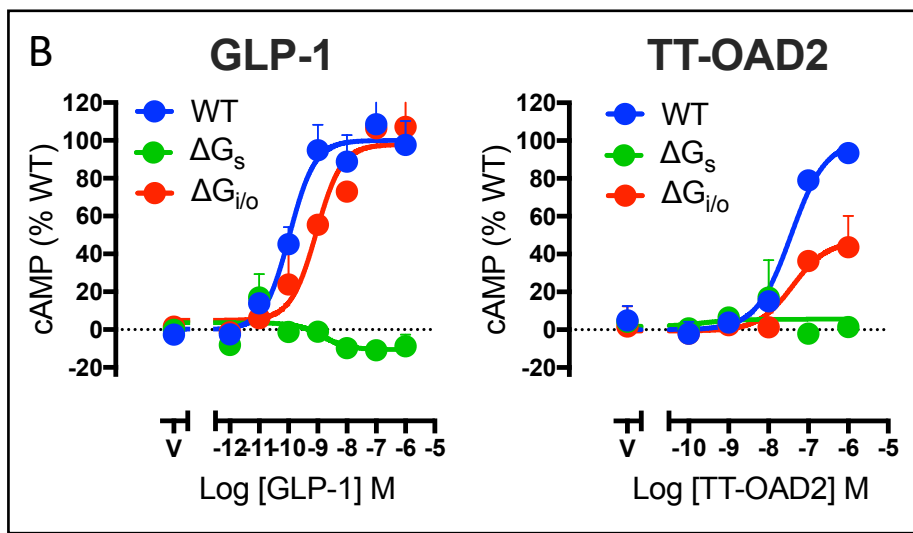 B
GLP-1
TT-OAD2
cAMP (% WT)
120
100
80
60
40
20
0
-20
WT
ΔGs
ΔGi/o
V
-12 -11 -10 -9 -8 -7 -6 -5
Log [GLP-1] M
cAMP (% WT)
120
100
80
60
40
20
0
-20
WT
ΔGs
ΔGi/o
V
-10 -9 -8 -7 -6 -5
Log [TT-OAD2] M